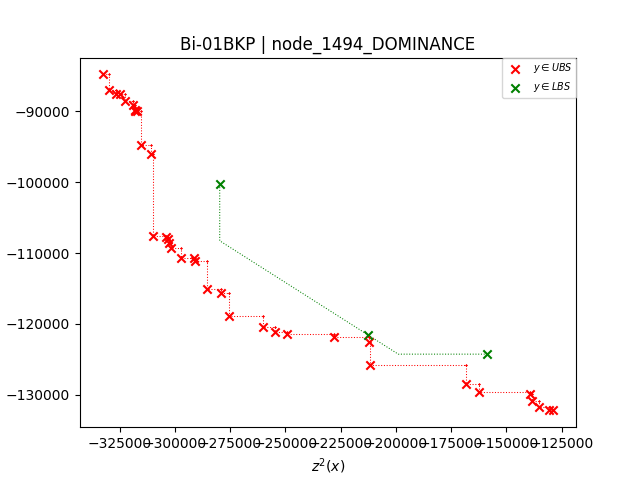 Bi-01BKP | node_1494_DOMINANCE
y ∈ UBS
y ∈ LBS
−90000
−100000
−110000
−120000
−130000
−325000 −300000 −275000 −250000 −225000 −200000 −175000 −150000 −125000
z²(x)